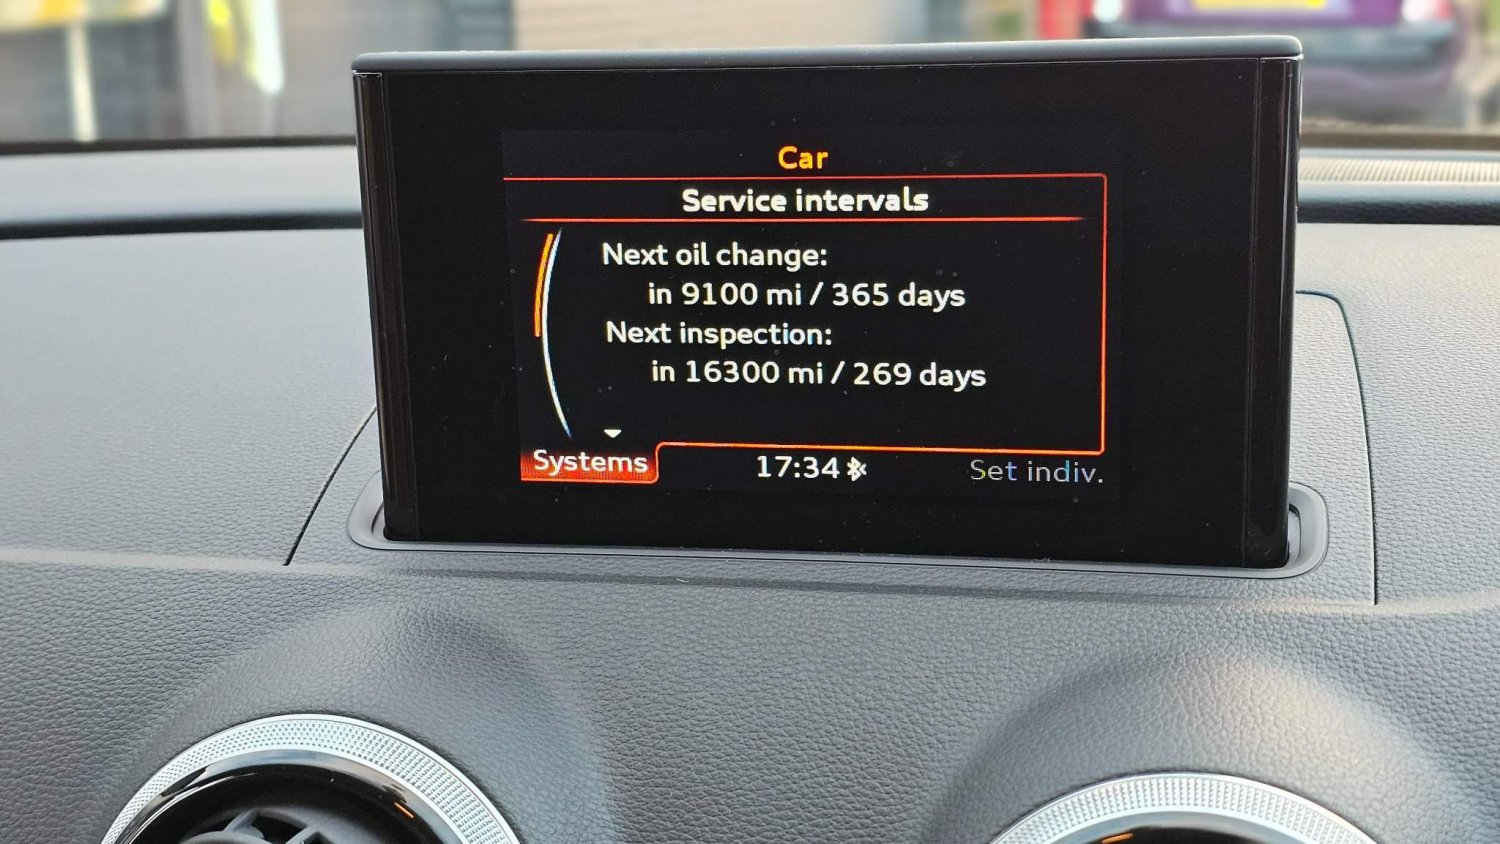 Car
Service intervals
Next oil change:
in 9100 mi / 365 days
Next inspection:
in 16300 mi / 269 days
Systems
17:34
Set indiv.